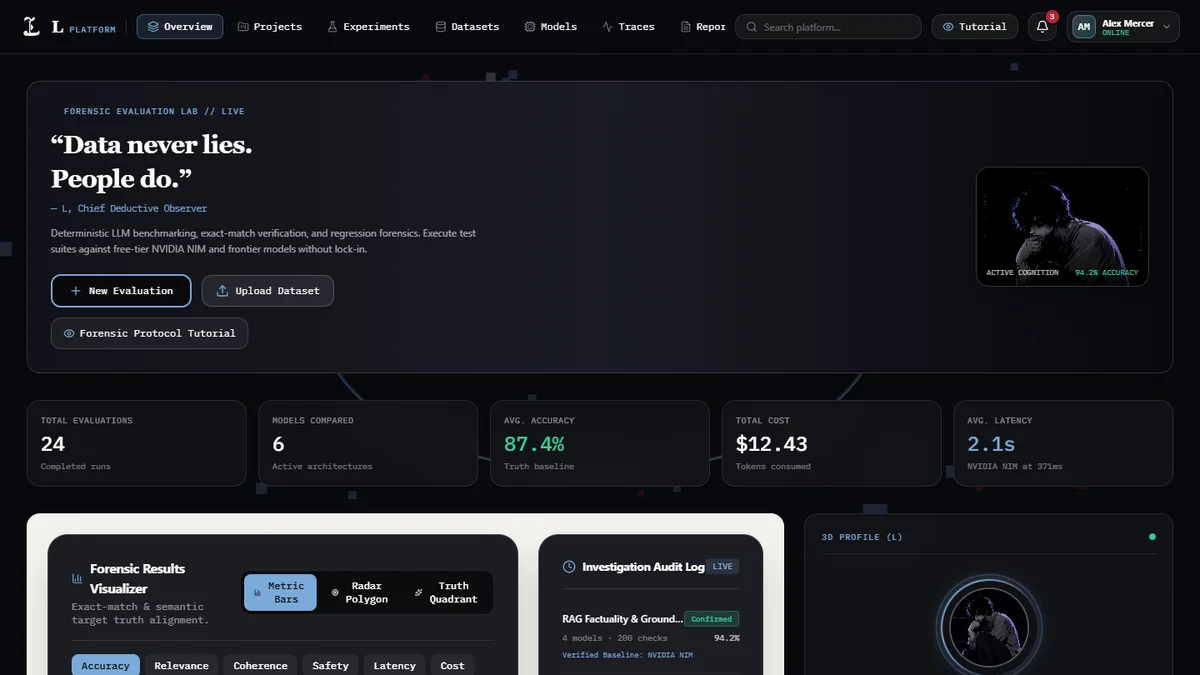 L PLATFORM
Overview
Projects
Experiments
Datasets
Models
Traces
Repor
Search platform...
Tutorial
3
AM
Alex Mercer
ONLINE
FORENSIC EVALUATION LAB // LIVE
“Data never lies.
People do.”
— L, Chief Deductive Observer
Deterministic LLM benchmarking, exact-match verification, and regression forensics. Execute test
suites against free-tier NVIDIA NIM and frontier models without lock-in.
New Evaluation
Upload Dataset
Forensic Protocol Tutorial
ACTIVE COGNITION
94.2% ACCURACY
TOTAL EVALUATIONS
24
Completed runs
MODELS COMPARED
6
Active architectures
AVG. ACCURACY
87.4%
Truth baseline
TOTAL COST
$12.43
Tokens consumed
AVG. LATENCY
2.1s
NVIDIA NIM at 371ms
Forensic Results
Visualizer
Exact-match & semantic
target truth alignment.
Metric
Bars
Radar
Polygon
Truth
Quadrant
Accuracy
Relevance
Coherence
Safety
Latency
Cost
Investigation Audit Log
LIVE
RAG Factuality & Ground...
Confirmed
4 models · 200 checks
94.2%
Verified Baseline: NVIDIA NIM
3D PROFILE (L)